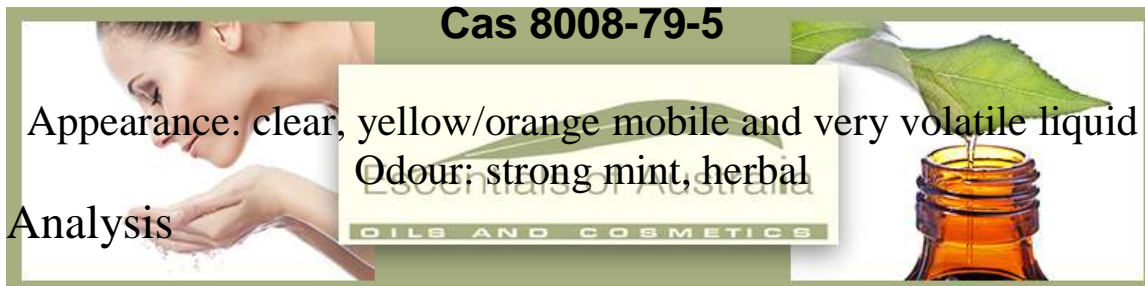 Cas 8008-79-5
Appearance: clear, yellow/orange mobile and very volatile liquid
Odour: strong mint, herbal
Escentials of Australia
Analysis
OILS AND COSMETICS